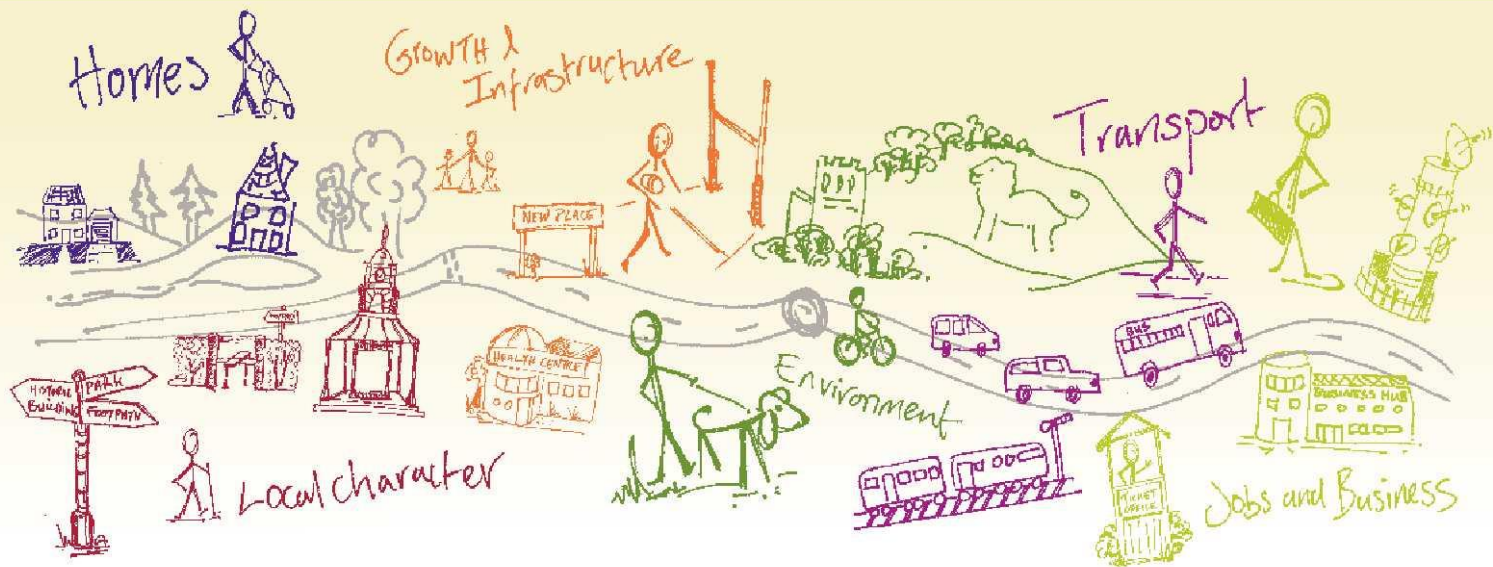 Homes
Growth &
Infrastructure
Transport
NEW PLACE
HEALTH CENTRE
BUS
HISTORIC
BUILDING
PARK
FOOTPATH
Environment
BUSINESS HUB
TICKET
OFFICE
Local character
Jobs and Business